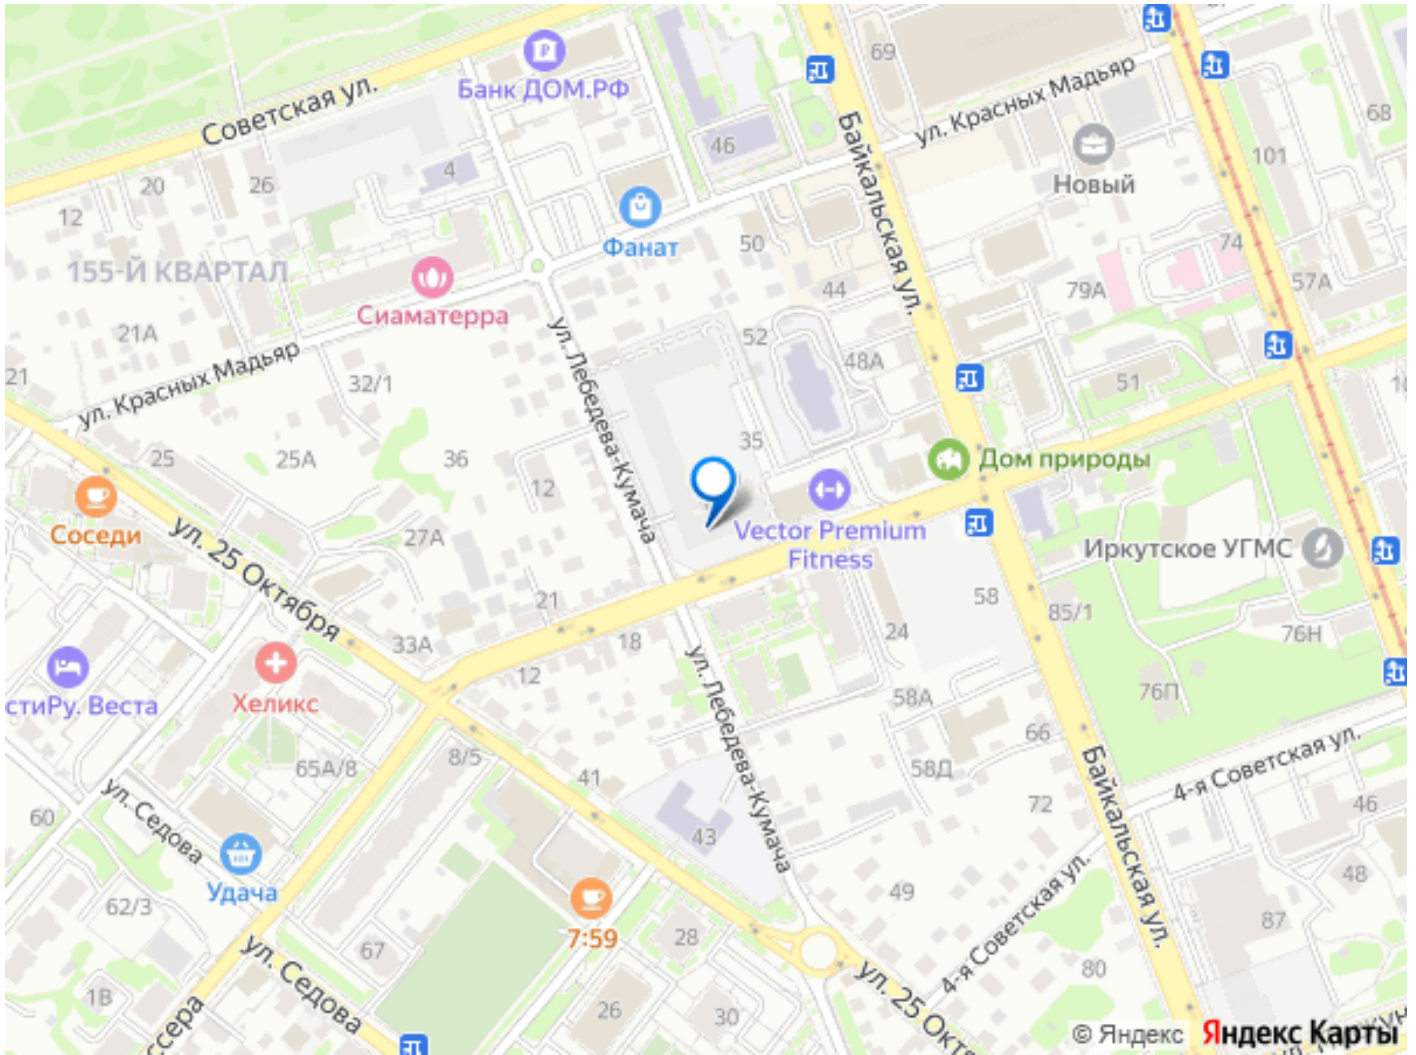 69
Банк ДОМ.РФ
Советская ул.
ул. Красных Мадьяр
68
46
Байкальская ул.
101
4
Новый
20
26
12
Фанат
50
74
155-Й КВАРТАЛ
57А
44
79А
Сиаматерра
21А
52
ул. Лебедева-Кумача
48А
ул. Красных Мадьяр
32/1
51
21
35
25
25А
36
Дом природы
12
Соседи
ул. 25 Октября
27А
Vector Premium
Fitness
Иркутское УГМС
21
58
85/1
33А
18
24
76Н
12
Хеликс
стиРу. Веста
ул. Лебедева-Кумача
58А
76П
66
8/5
65А/8
41
58Д
Байкальская ул.
4-я Советская ул.
ул. Седова
72
46
60
43
Удача
49
48
62/3
4-я Советская ул.
87
7:59
28
67
80
ул. Седова
1В
26
30
ул. 25 Октя
ссера
© Яндекс Яндекс Карты